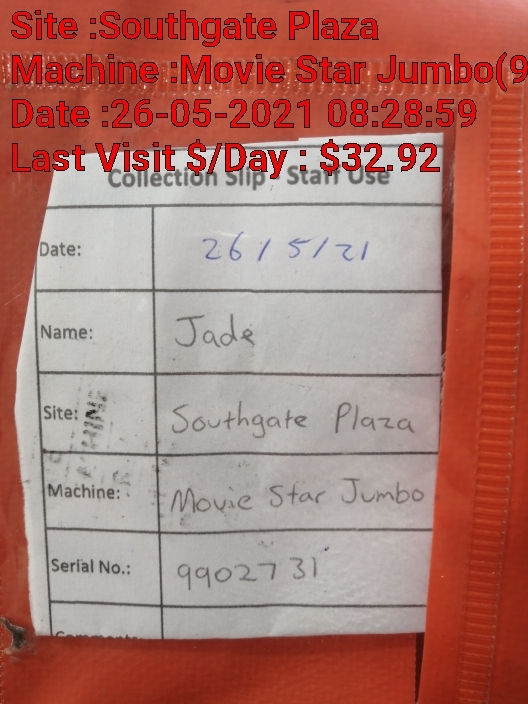 Site :Southgate Plaza
Machine :Movie Star Jumbo(9
Date :26-05-2021 08:28:59
Last Visit $/Day : $32.92
Collection Slip - Staff Use
Date: 26/5/21
Name: Jade
Site: Southgate Plaza
Machine: Movie Star Jumbo
Serial No.: 9902731